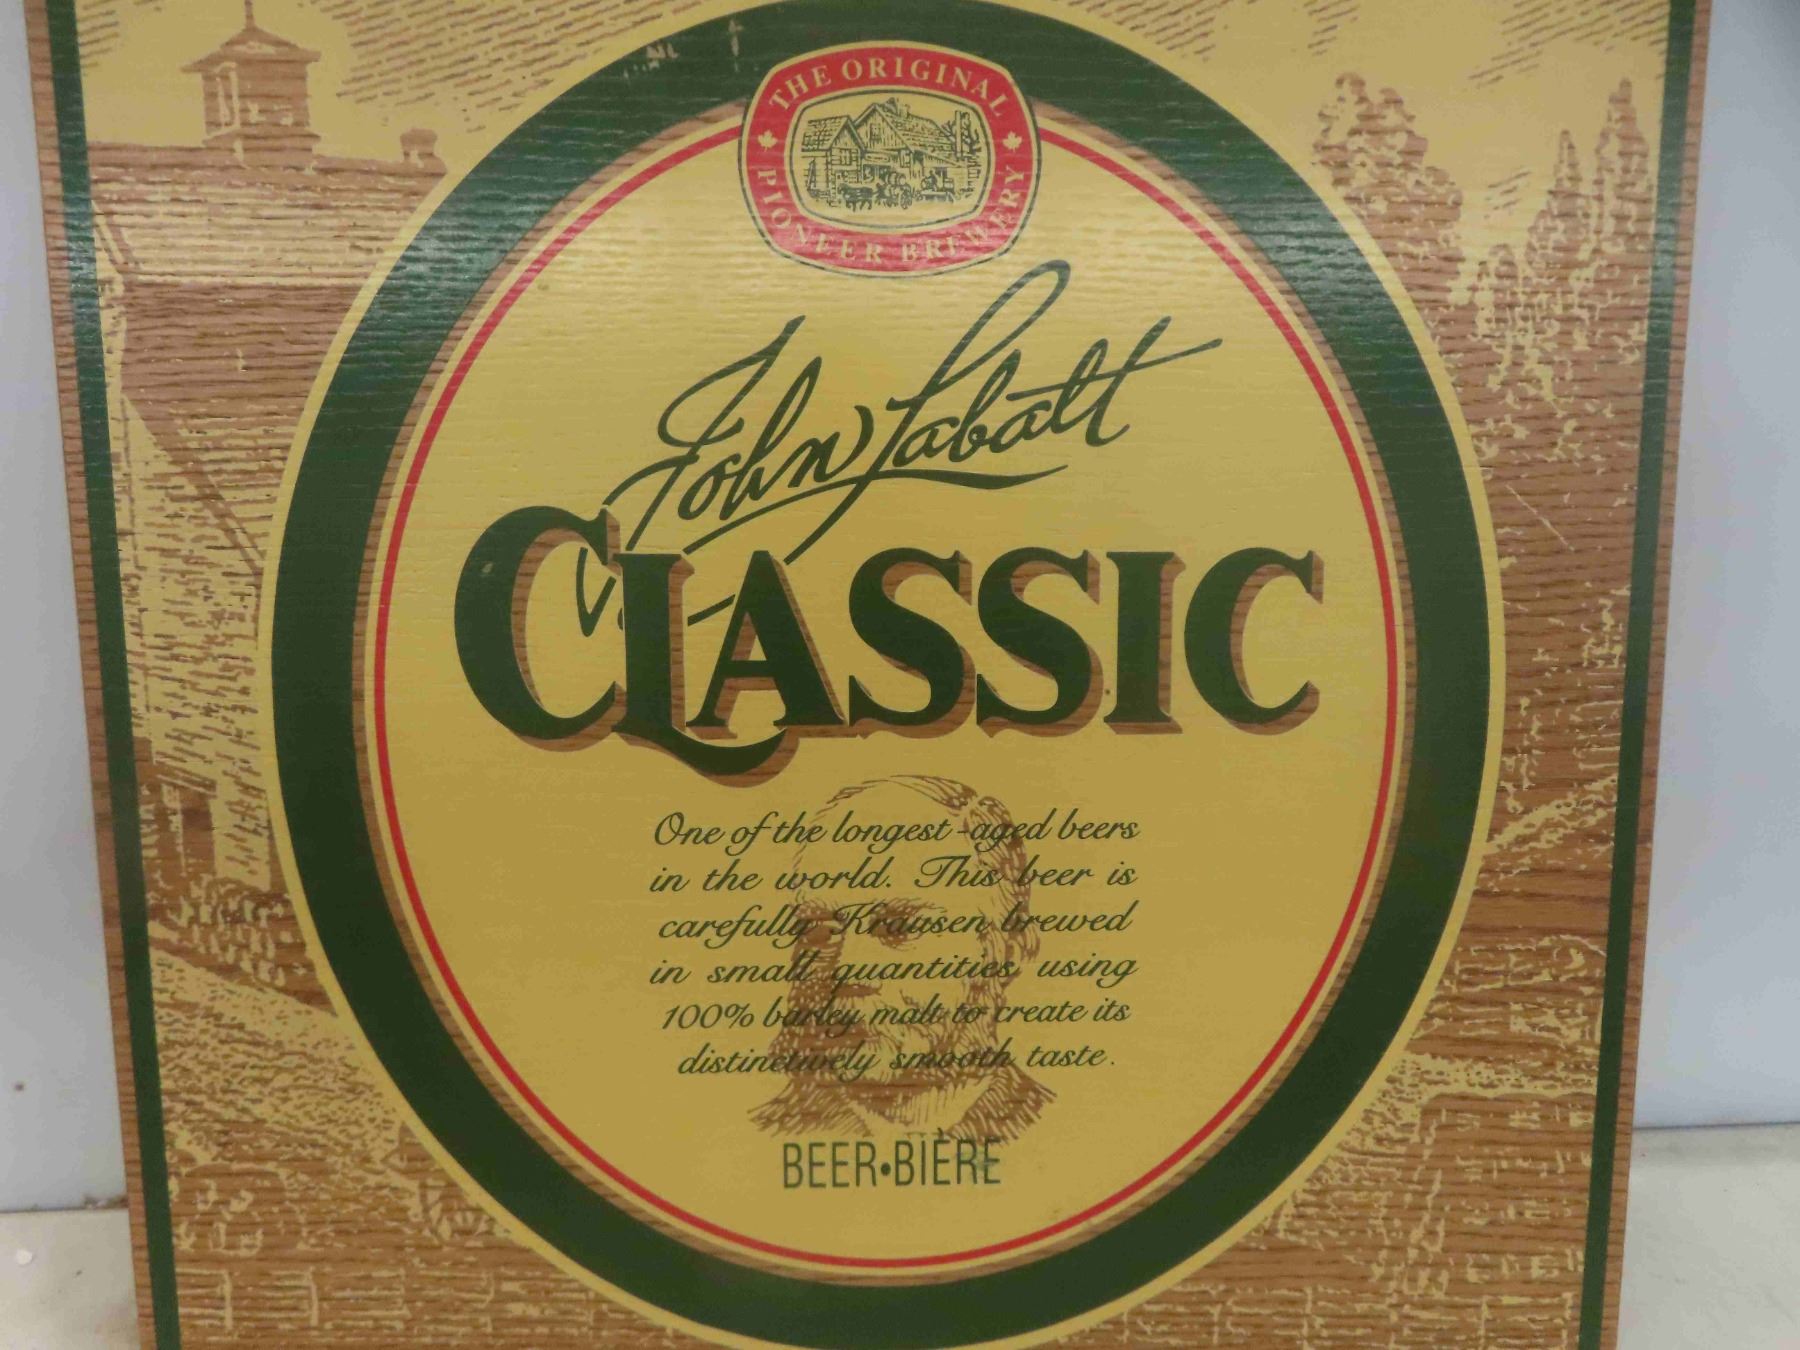 THE ORIGINAL
PIONEER BREWERY
John Labatt
CLASSIC
One of the longest-aged beers
in the world. This beer is
carefully Krausen brewed
in small quantities using
100% barley malt to create its
distinctively smooth taste.
BEER•BIÈRE